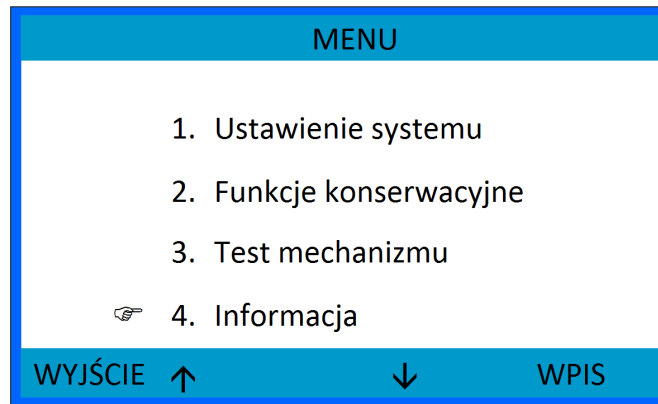 MENU
1. Ustawienie systemu
2. Funkcje konserwacyjne
3. Test mechanizmu
☞ 4. Informacja
WYJŚCIE ↑ ↓ WPIS